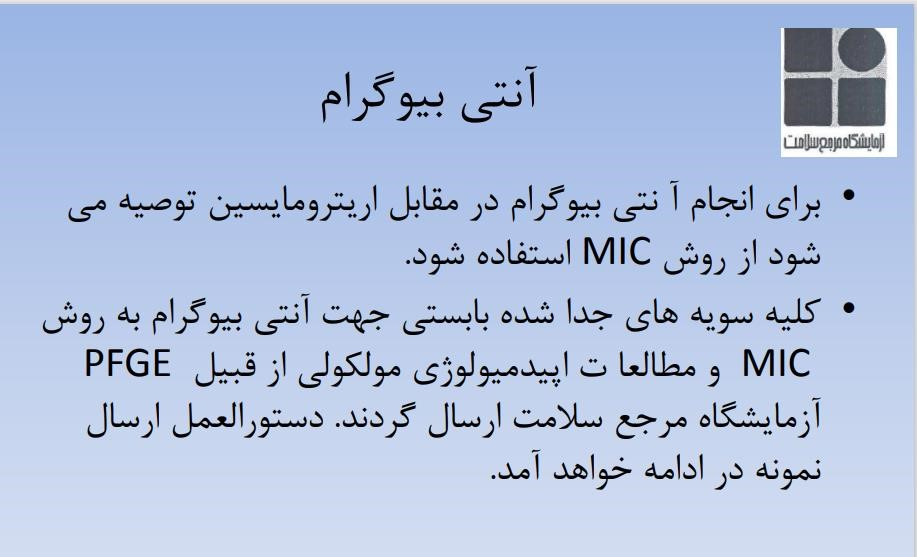 آزمایشگاه مرجع سلامت
آنتی بیوگرام
• برای انجام آ نتی بیوگرام در مقابل اریترومایسین توصیه می
شود از روش MIC استفاده شود.
• کلیه سویه های جدا شده بابستی جهت آنتی بیوگرام به روش
MIC و مطالعا ت اپیدمیولوژی مولکولی از قبیل PFGE
آزمایشگاه مرجع سلامت ارسال گردند. دستورالعمل ارسال
نمونه در ادامه خواهد آمد.